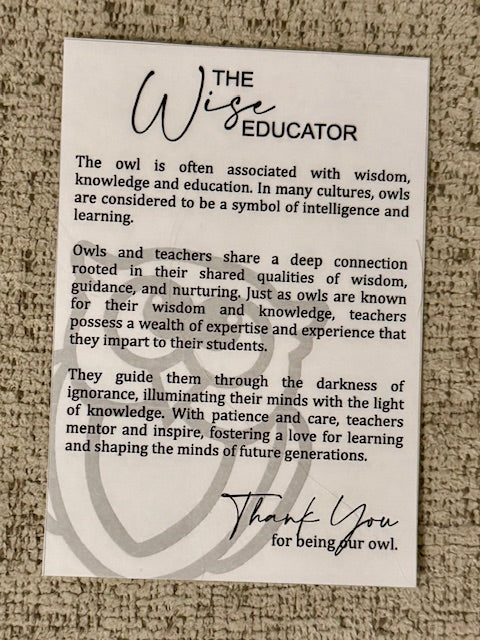 THE
Wise
EDUCATOR
The owl is often associated with wisdom,
knowledge and education. In many cultures, owls
are considered to be a symbol of intelligence and
learning.
Owls and teachers share a deep connection
rooted in their shared qualities of wisdom,
guidance, and nurturing. Just as owls are known
for their wisdom and knowledge, teachers
possess a wealth of expertise and experience that
they impart to their students.
They guide them through the darkness of
ignorance, illuminating their minds with the light
of knowledge. With patience and care, teachers
mentor and inspire, fostering a love for learning
and shaping the minds of future generations.
Thank You
for being our owl.